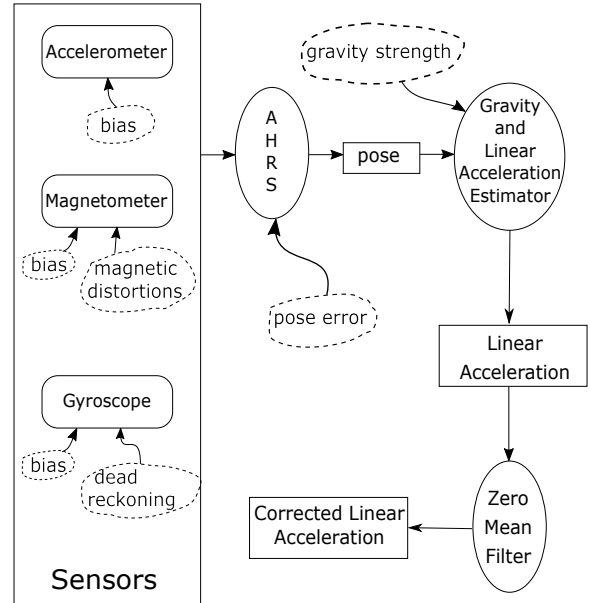 Accelerometer
bias
Magnetometer
bias
magnetic
distortions
Gyroscope
bias
dead
reckoning
Sensors
A
H
R
S
pose error
pose
gravity strength
Gravity
and
Linear
Acceleration
Estimator
Linear
Acceleration
Zero
Mean
Filter
Corrected Linear
Acceleration